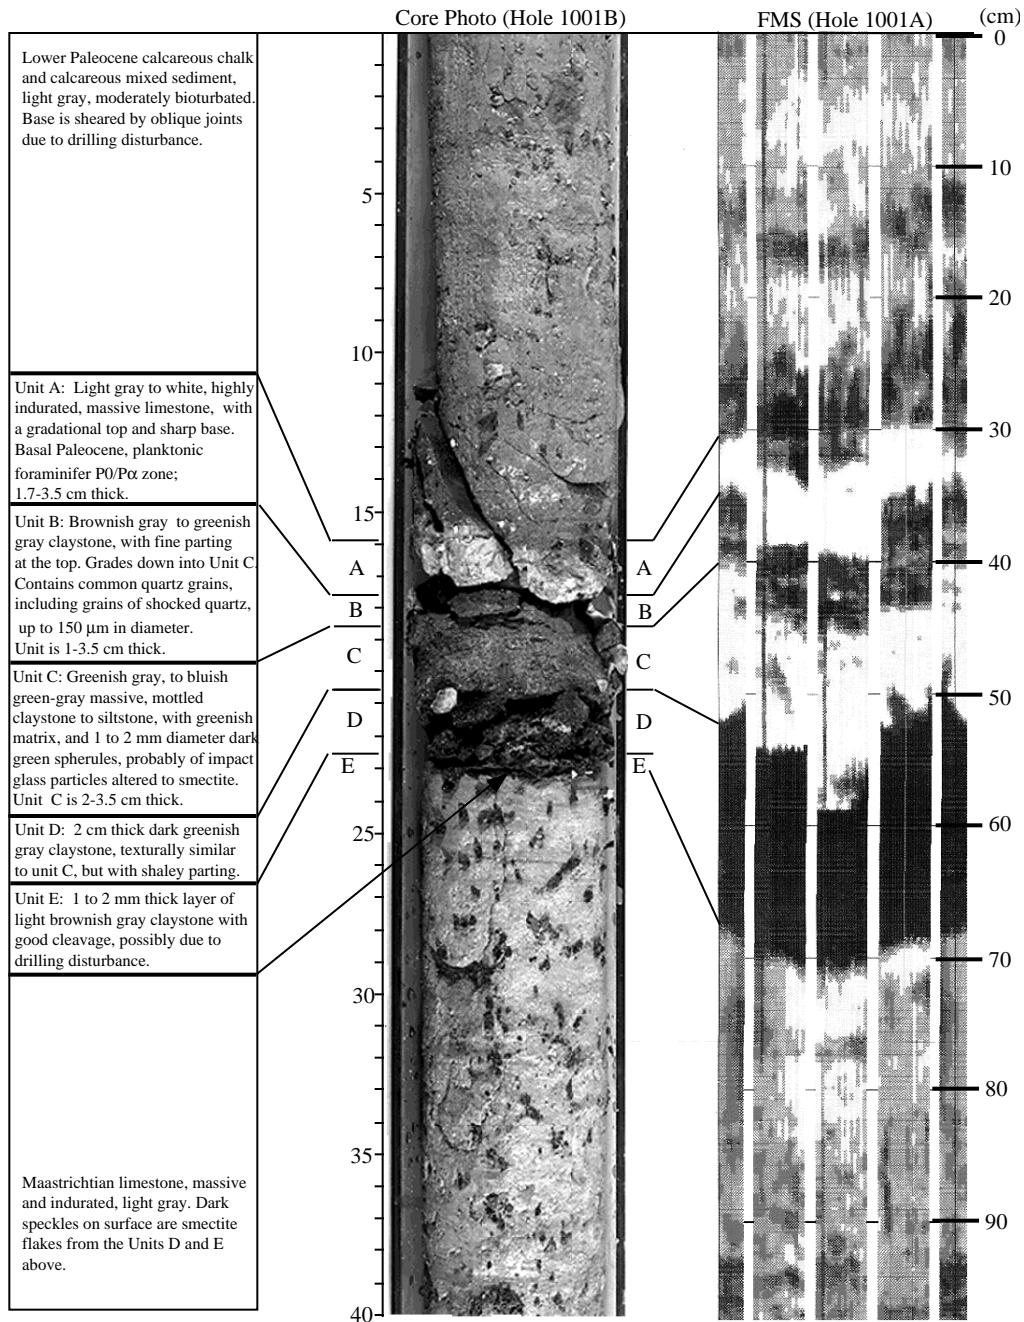 Core Photo (Hole 1001B)
FMS (Hole 1001A)
(cm)
Lower Paleocene calcareous chalk
and calcareous mixed sediment,
light gray, moderately bioturbated.
Base is sheared by oblique joints
due to drilling disturbance.
Unit A: Light gray to white, highly
indurated, massive limestone, with
a gradational top and sharp base.
Basal Paleocene, planktonic
foraminifer P0/Pα zone;
1.7-3.5 cm thick.
Unit B: Brownish gray to greenish
gray claystone, with fine parting
at the top. Grades down into Unit C.
Contains common quartz grains,
including grains of shocked quartz,
up to 150 µm in diameter.
Unit is 1-3.5 cm thick.
Unit C: Greenish gray, to bluish
green-gray massive, mottled
claystone to siltstone, with greenish
matrix, and 1 to 2 mm diameter dark
green spherules, probably of impact
glass particles altered to smectite.
Unit C is 2-3.5 cm thick.
Unit D: 2 cm thick dark greenish
gray claystone, texturally similar
to unit C, but with shaley parting.
Unit E: 1 to 2 mm thick layer of
light brownish gray claystone with
good cleavage, possibly due to
drilling disturbance.
Maastrichtian limestone, massive
and indurated, light gray. Dark
speckles on surface are smectite
flakes from the Units D and E
above.
5
10
15
A
B
C
D
E
25
30
35
40
A
B
C
D
E
0
10
20
30
40
50
60
70
80
90